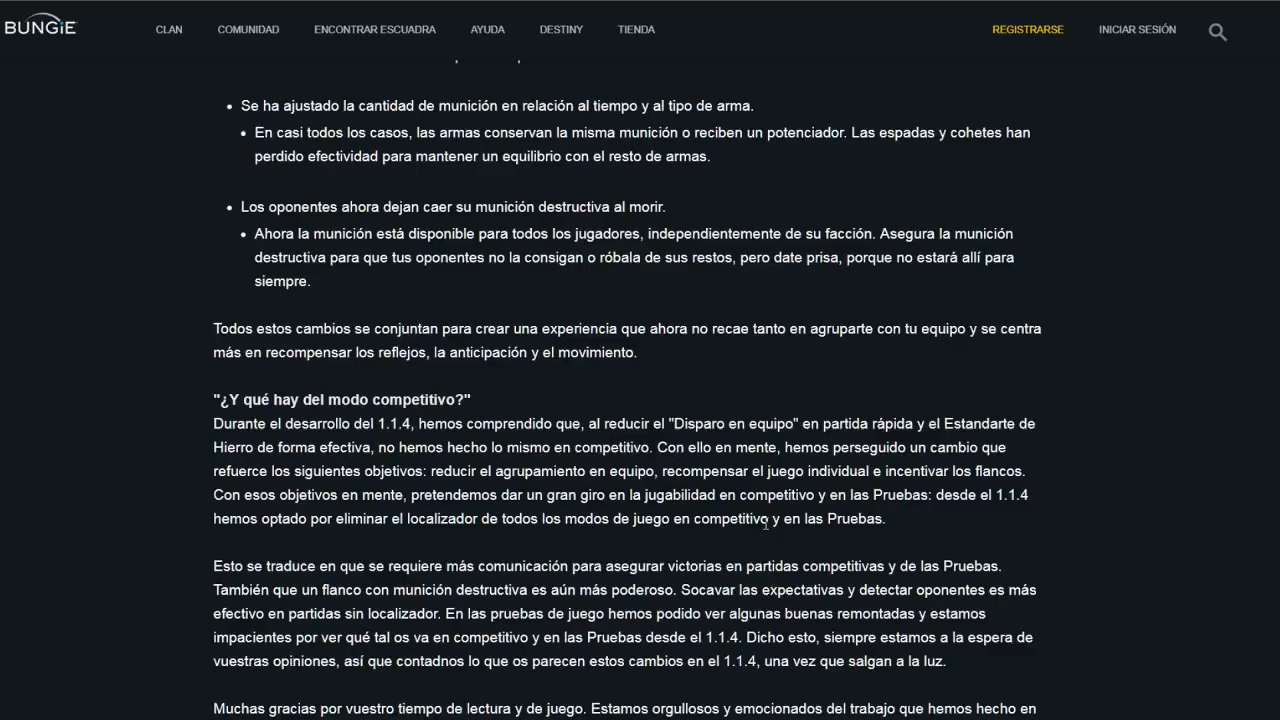 BUNGiE
CLAN
COMUNIDAD
ENCONTRAR ESCUADRA
AYUDA
DESTINY
TIENDA
REGISTRARSE
INICIAR SESIÓN
• Se ha ajustado la cantidad de munición en relación al tiempo y al tipo de arma.
• En casi todos los casos, las armas conservan la misma munición o reciben un potenciador. Las espadas y cohetes han
perdido efectividad para mantener un equilibrio con el resto de armas.
• Los oponentes ahora dejan caer su munición destructiva al morir.
• Ahora la munición está disponible para todos los jugadores, independientemente de su facción. Asegura la munición
destructiva para que tus oponentes no la consigan o róbala de sus restos, pero date prisa, porque no estará allí para
siempre.
Todos estos cambios se conjuntan para crear una experiencia que ahora no recae tanto en agruparte con tu equipo y se centra
más en recompensar los reflejos, la anticipación y el movimiento.
"¿Y qué hay del modo competitivo?"
Durante el desarrollo del 1.1.4, hemos comprendido que, al reducir el "Disparo en equipo" en partida rápida y el Estandarte de
Hierro de forma efectiva, no hemos hecho lo mismo en competitivo. Con ello en mente, hemos perseguido un cambio que
refuerce los siguientes objetivos: reducir el agrupamiento en equipo, recompensar el juego individual e incentivar los flancos.
Con esos objetivos en mente, pretendemos dar un gran giro en la jugabilidad en competitivo y en las Pruebas: desde el 1.1.4
hemos optado por eliminar el localizador de todos los modos de juego en competitivo y en las Pruebas.
Esto se traduce en que se requiere más comunicación para asegurar victorias en partidas competitivas y de las Pruebas.
También que un flanco con munición destructiva es aún más poderoso. Socavar las expectativas y detectar oponentes es más
efectivo en partidas sin localizador. En las pruebas de juego hemos podido ver algunas buenas remontadas y estamos
impacientes por ver qué tal os va en competitivo y en las Pruebas desde el 1.1.4. Dicho esto, siempre estamos a la espera de
vuestras opiniones, así que contadnos lo que os parecen estos cambios en el 1.1.4, una vez que salgan a la luz.
Muchas gracias por vuestro tiempo de lectura y de juego. Estamos orgullosos y emocionados del trabajo que hemos hecho en